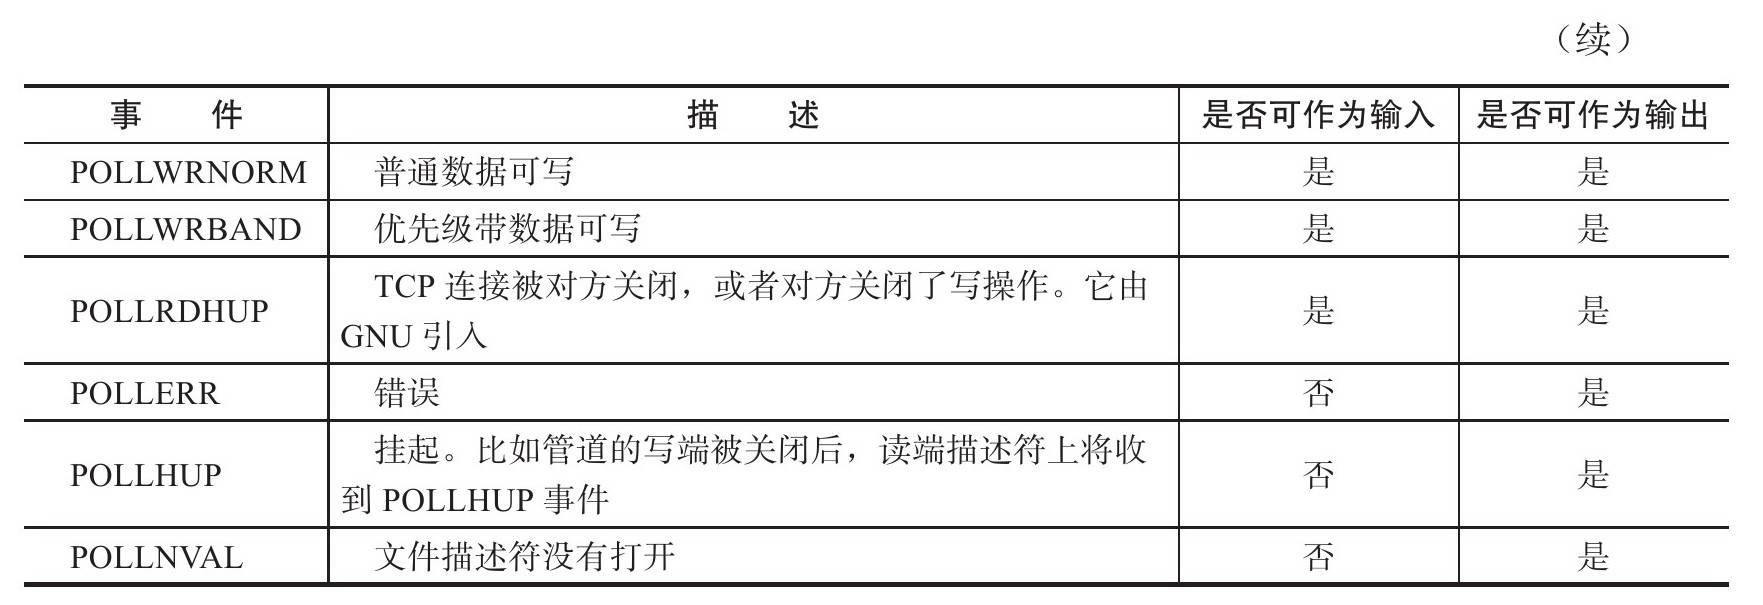 （续）
事 件 描 述 是否可作为输入 是否可作为输出
POLLWRNORM 普通数据可写 是 是
POLLWRBAND 优先级带数据可写 是 是
TCP 连接被对方关闭，或者对方关闭了写操作。它由
POLLRDHUP 是 是
GNU 引入
POLLERR 错误 否 是
挂起。比如管道的写端被关闭后，读端描述符上将收
POLLHUP 否 是
到 POLLHUP 事件
POLLNVAL 文件描述符没有打开 否 是